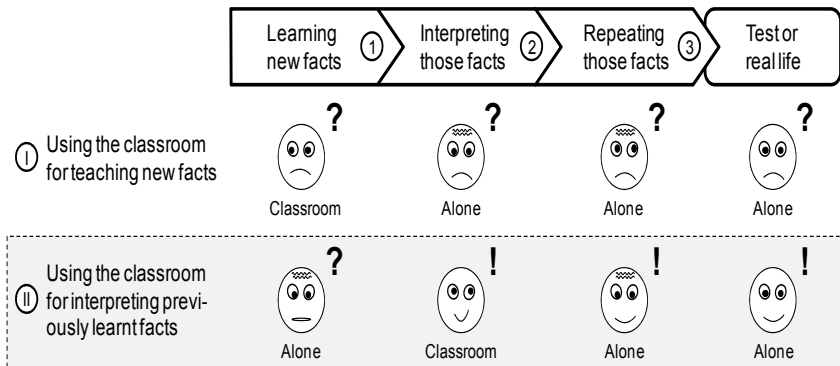 Learning
new facts
1
Interpreting
those facts
2
Repeating
those facts
3
Test or
real life
I
Using the classroom
for teaching new facts
?
?
?
?
Classroom
Alone
Alone
Alone
II
Using the classroom
for interpreting previ-
ously learnt facts
?
!
!
!
Alone
Classroom
Alone
Alone